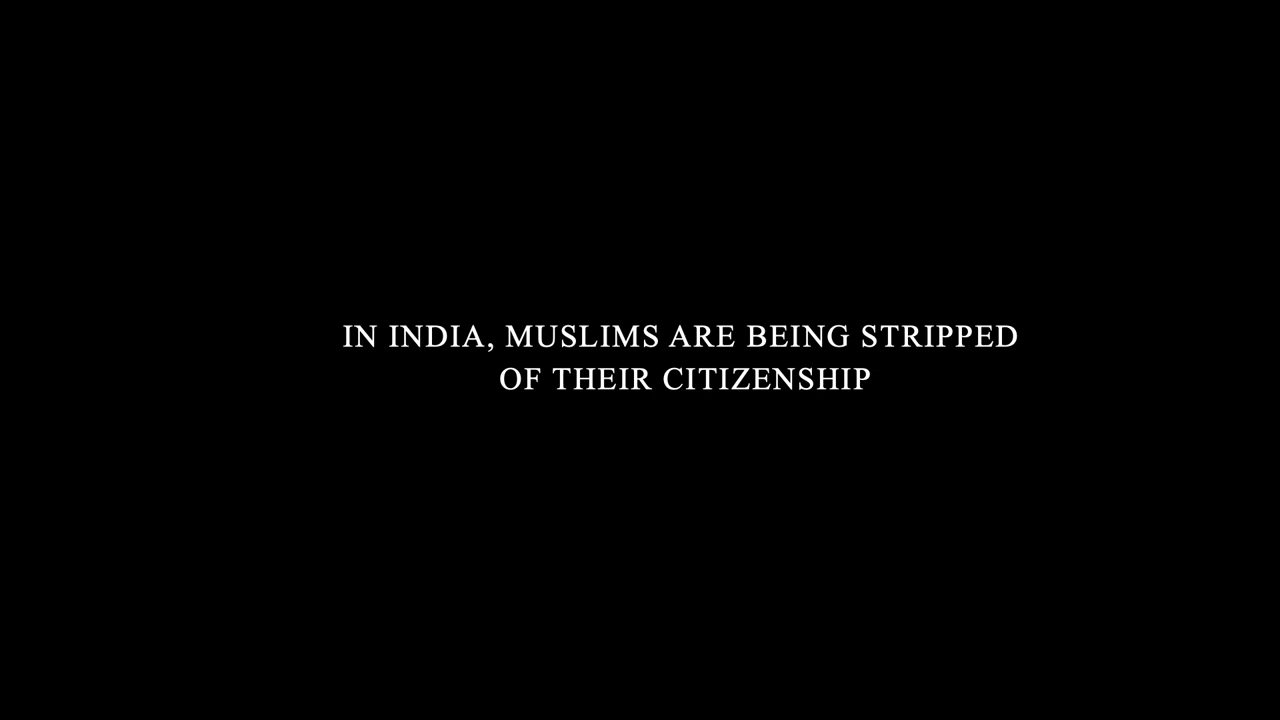 IN INDIA, MUSLIMS ARE BEING STRIPPED
OF THEIR CITIZENSHIP